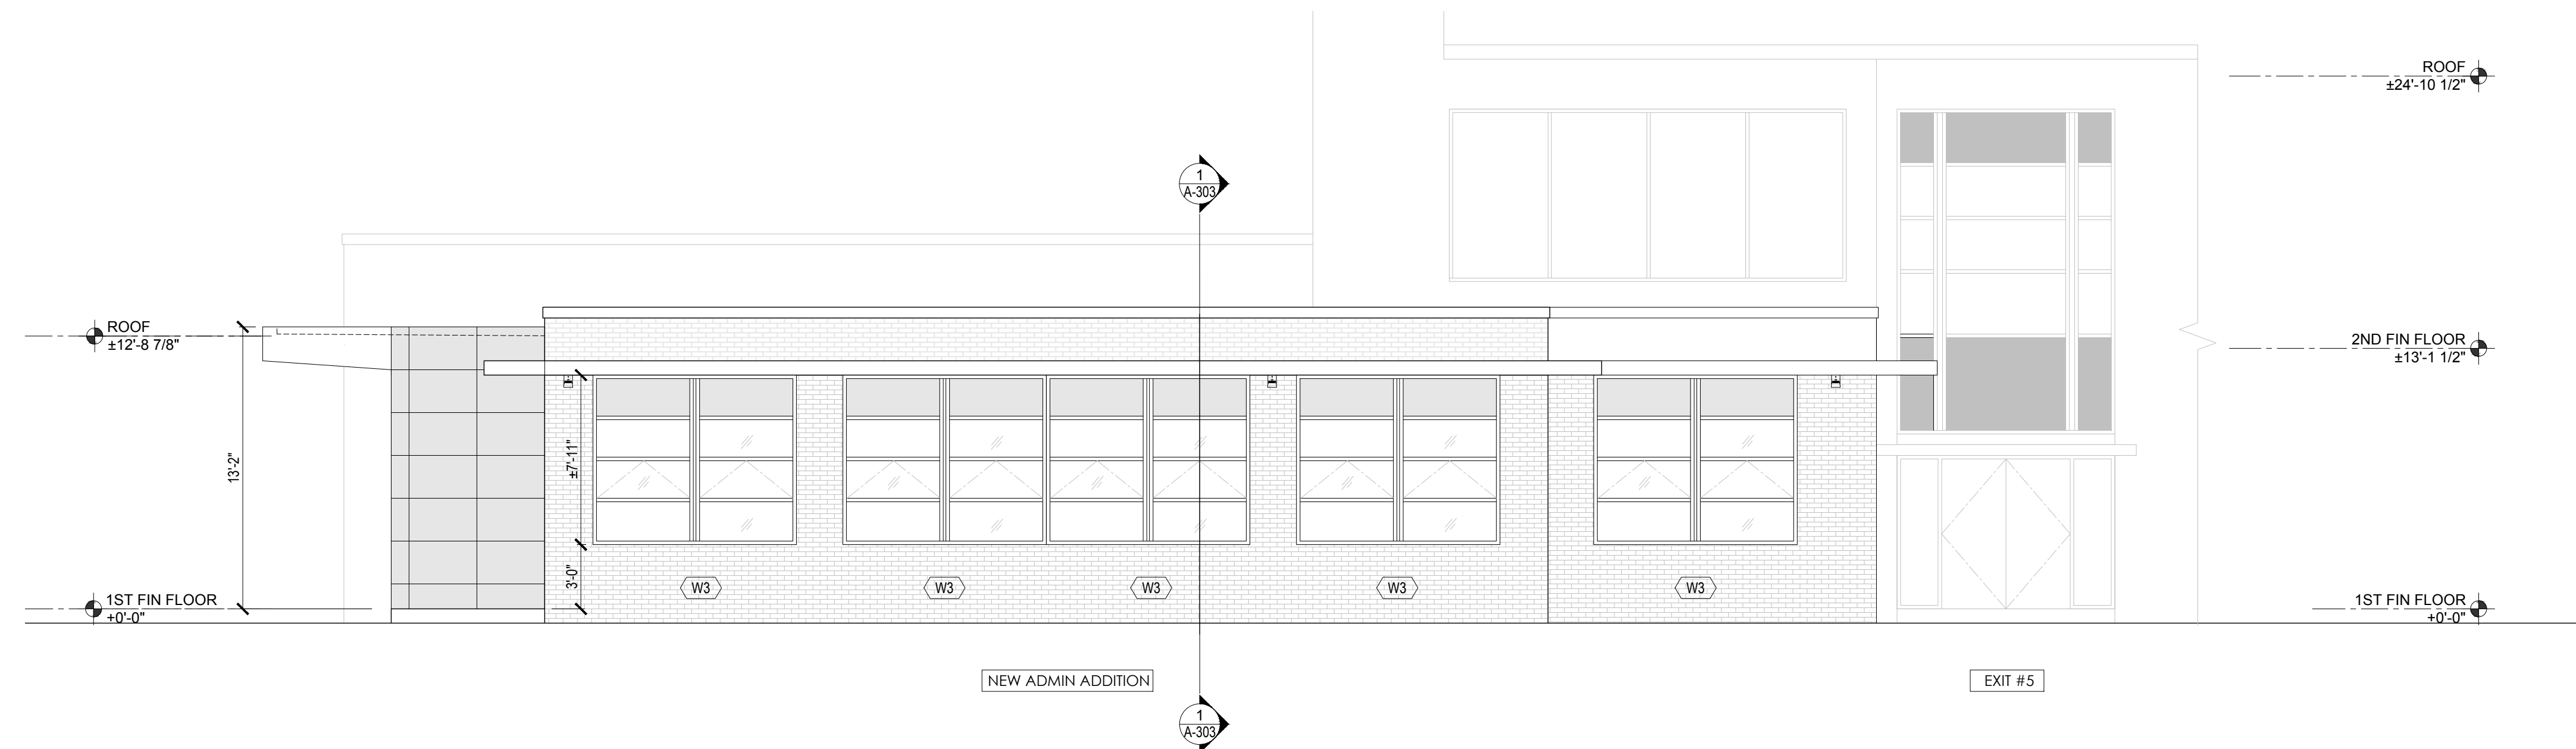 ROOF
±24'-10 1/2"
1
A-303
ROOF
±12'-8 7/8"
2ND FIN FLOOR
±13'-1 1/2"
13'-2"
±7'-11"
3'-0"
W3
W3
W3
W3
W3
1ST FIN FLOOR
+0'-0"
1ST FIN FLOOR
+0'-0"
NEW ADMIN ADDITION
EXIT #5
1
A-303